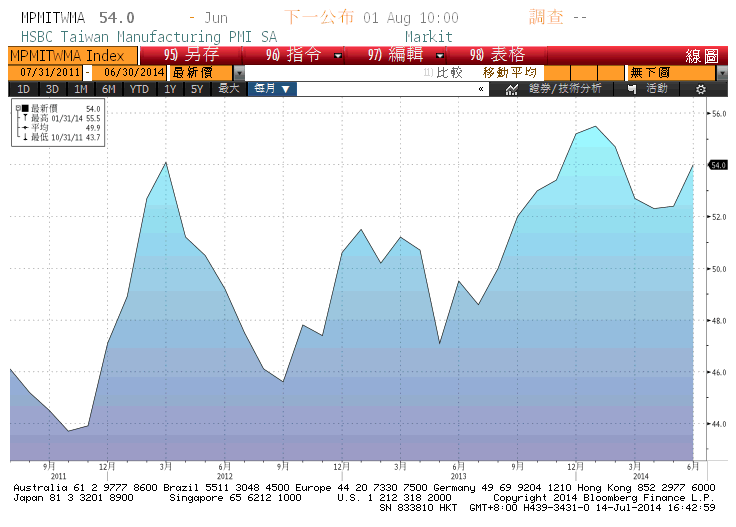 MPMITWMA 54.0 - Jun 下一公布 01 Aug 10:00 調查 --
HSBC Taiwan Manufacturing PMI SA Markit
MPMITWMA Index 95) 另存 96) 指令 97) 編輯 98) 表格 線圖
07/31/2011 - 06/30/2014 最新價 11) 比較 移動平均 無下價
1D 3D 1M 6M YTD 1Y 5Y 最大 每月 ▼ « 證券/技術分析 活動
最新價 54.0
最高 01/31/14 55.5
平均 49.9
最低 10/31/11 43.7
56.0
54.0
52.0
50.0
48.0
46.0
44.0
9月 12月 3月 6月 9月 12月 3月 6月 9月 12月 3月 6月
2011 2012 2013 2014
Australia 61 2 9777 8600 Brazil 5511 3048 4500 Europe 44 20 7330 7500 Germany 49 69 9204 1210 Hong Kong 852 2977 6000
Japan 81 3 3201 8900 Singapore 65 6212 1000 U.S. 1 212 318 2000 Copyright 2014 Bloomberg Finance L.P.
SN 833810 HKT GMT+8:00 H439-3431-0 14-Jul-2014 16:42:59